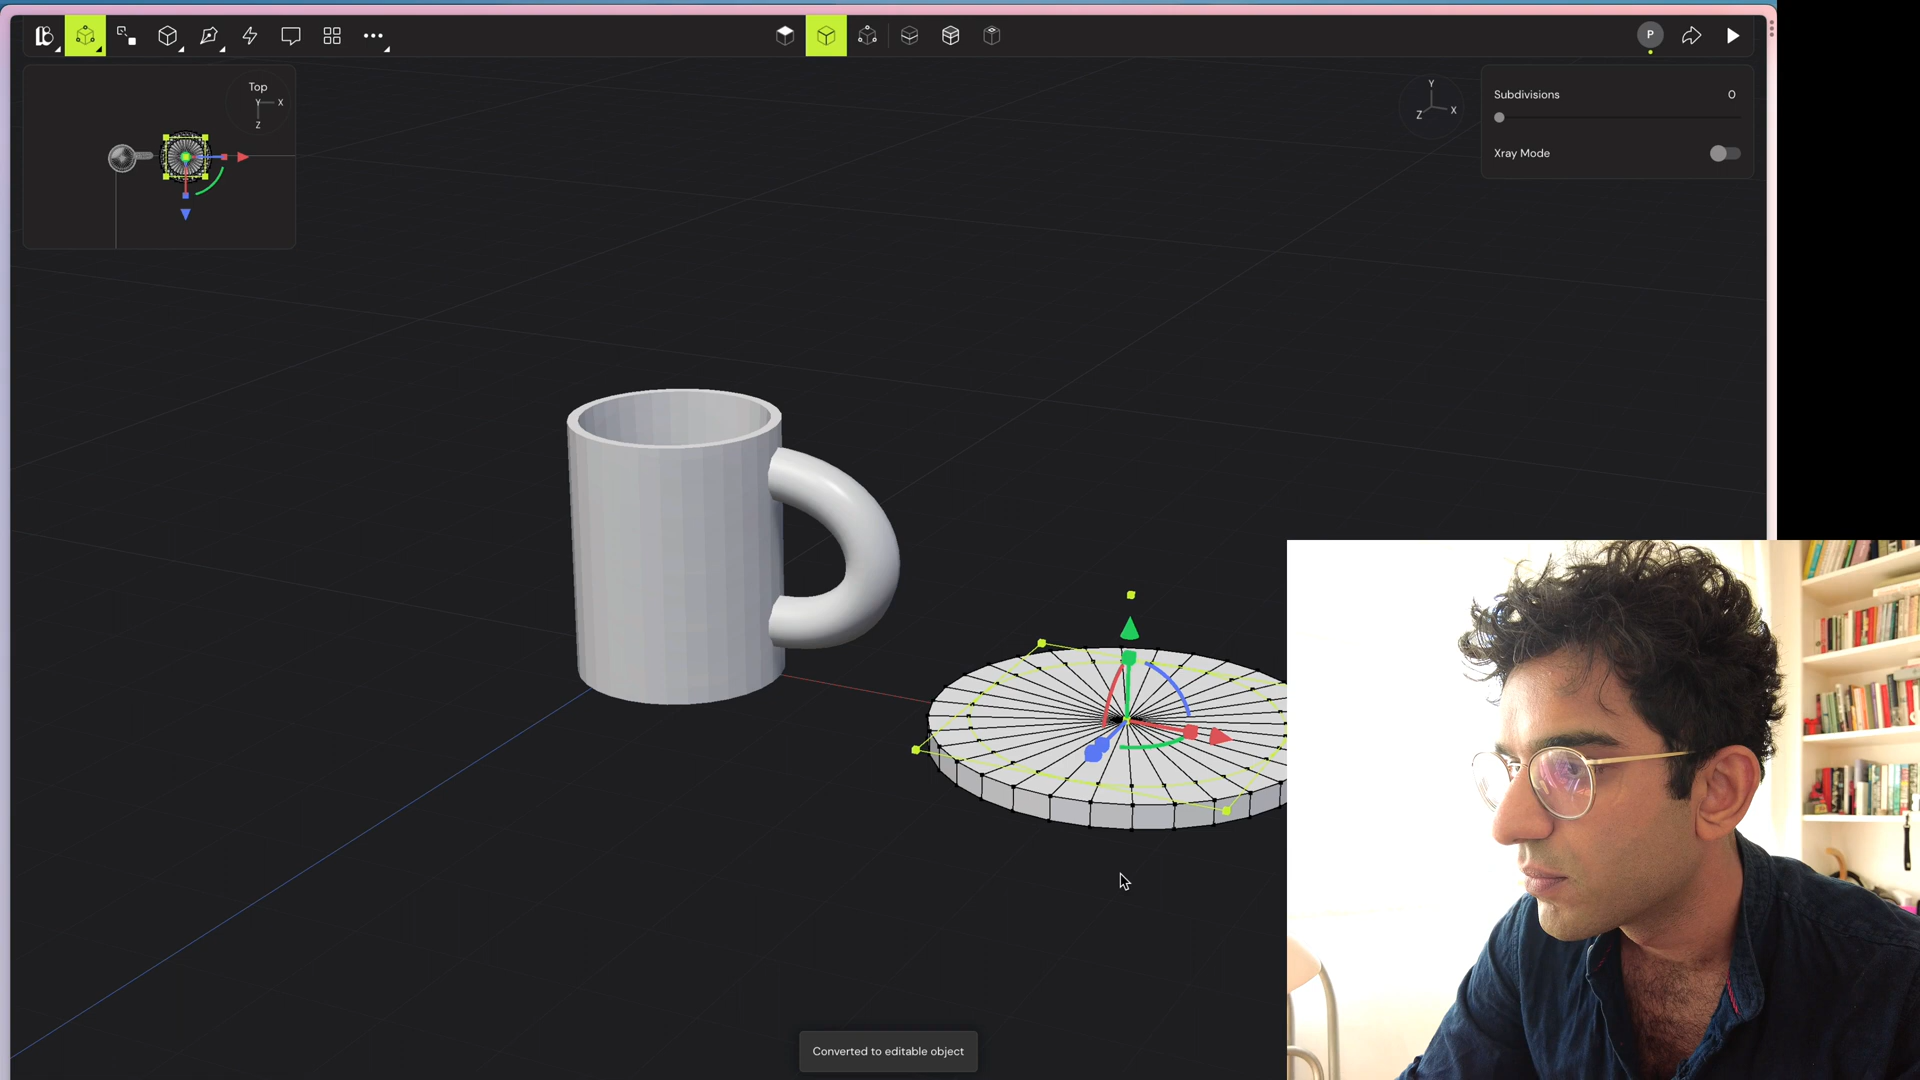 P
Top
Y
X
Z
Y
Z
X
Subdivisions 0
Xray Mode
Converted to editable object